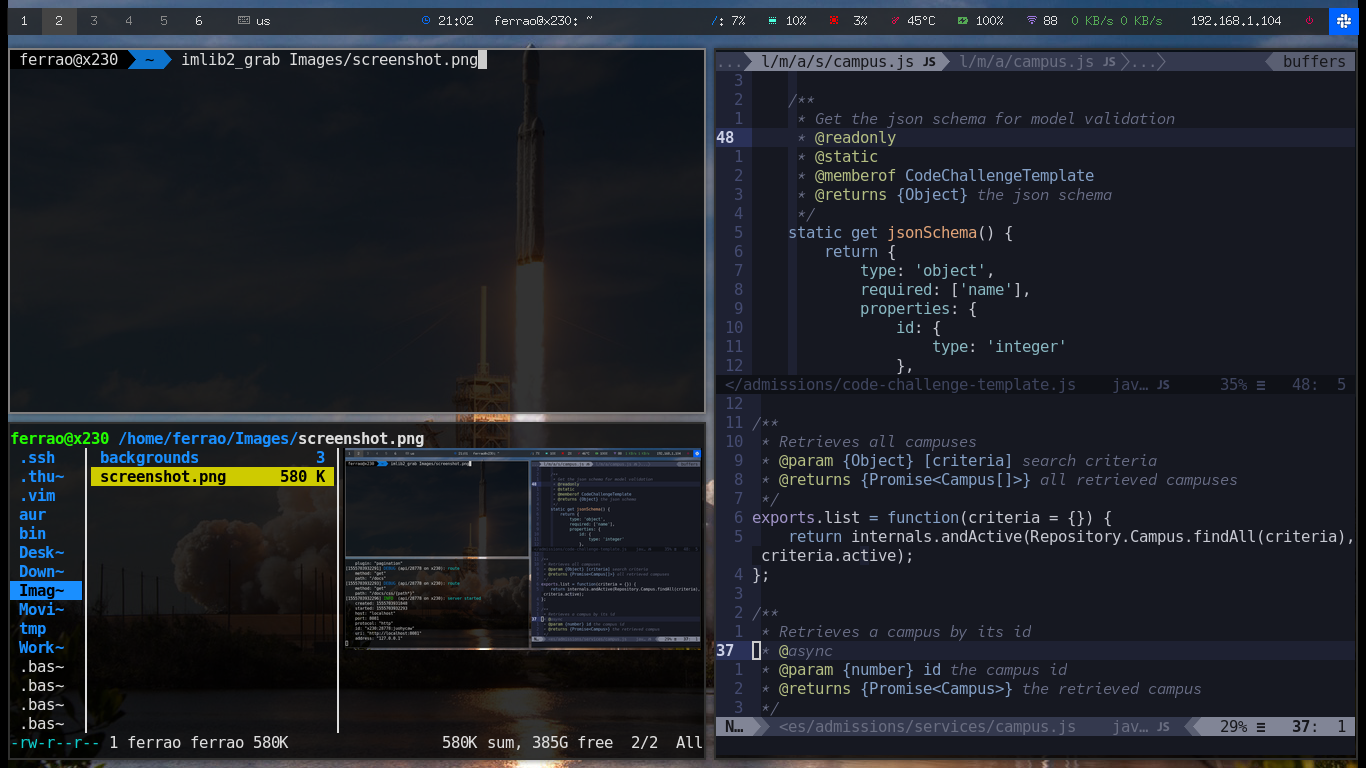 1 2 3 4 5 6 us 21:02 ferrao@x230: ~ /: 7% 10% 3% 45°C 100% 88 0 KB/s 0 KB/s 192.168.1.104
ferrao@x230 ~ imlib2_grab Images/screenshot.png
ferrao@x230 /home/ferrao/Images/screenshot.png
.ssh
.thu~
.vim
aur
bin
Desk~
Down~
Imag~
Movi~
tmp
Work~
.bas~
.bas~
.bas~
.bas~
backgrounds 3
screenshot.png 580 K
-rw-r--r-- 1 ferrao ferrao 580K 580K sum, 385G free 2/2 All
... l/m/a/s/campus.js JS l/m/a/campus.js JS ... buffers
3
2 /**
1 * Get the json schema for model validation
48 * @readonly
1 * @static
2 * @memberof CodeChallengeTemplate
3 * @returns {Object} the json schema
4 */
5 static get jsonSchema() {
6 return {
7 type: 'object',
8 required: ['name'],
9 properties: {
10 id: {
11 type: 'integer'
12 },
</admissions/code-challenge-template.js jav… JS 35% ≡ 48: 5
12
11 /**
10 * Retrieves all campuses
9 * @param {Object} [criteria] search criteria
8 * @returns {Promise<Campus[]>} all retrieved campuses
7 */
6 exports.list = function(criteria = {}) {
5 return internals.andActive(Repository.Campus.findAll(criteria),
criteria.active);
4 };
3
2 /**
1 * Retrieves a campus by its id
37 * @async
1 * @param {number} id the campus id
2 * @returns {Promise<Campus>} the retrieved campus
3 */
N… <es/admissions/services/campus.js jav… JS 29% ≡ 37: 1